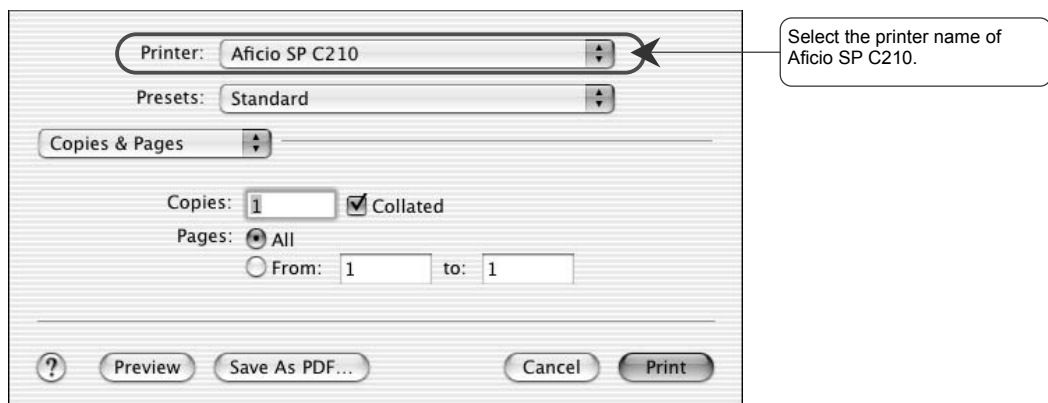 Printer: Aficio SP C210
Select the printer name of
Aficio SP C210.
Presets: Standard
Copies & Pages
Copies: 1 Collated
Pages: All
From: 1 to: 1
? Preview Save As PDF... Cancel Print